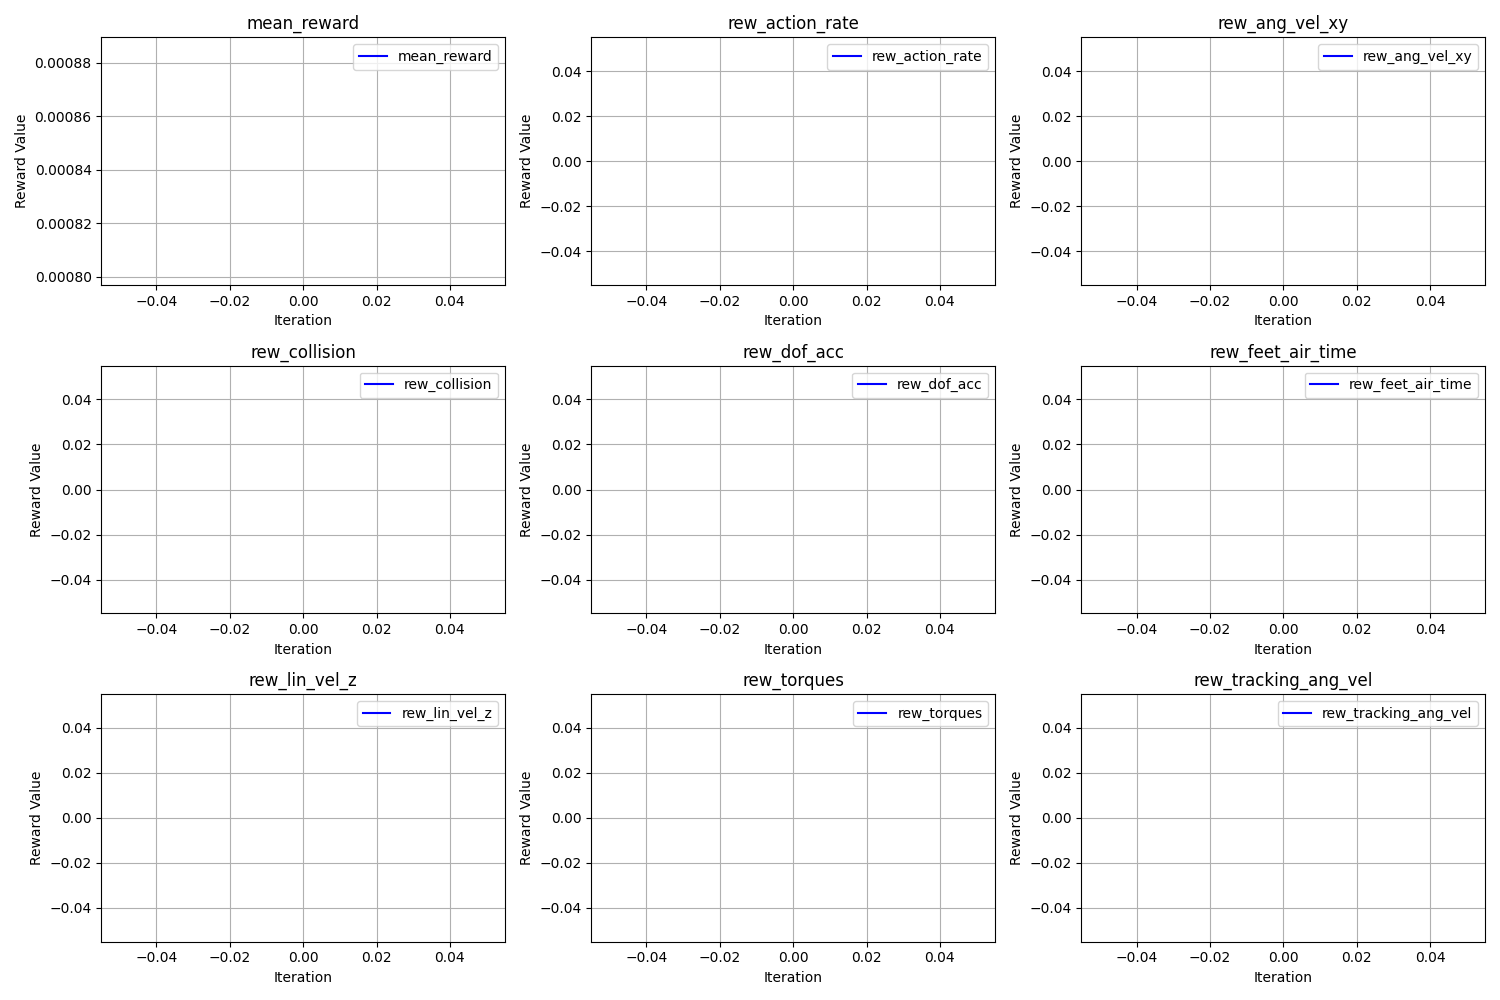 mean_reward
mean_reward
0.00088
0.00086
0.00084
0.00082
0.00080
Reward Value
−0.04 −0.02 0.00 0.02 0.04
Iteration
rew_action_rate
rew_action_rate
0.04
0.02
0.00
−0.02
−0.04
Reward Value
−0.04 −0.02 0.00 0.02 0.04
Iteration
rew_ang_vel_xy
rew_ang_vel_xy
0.04
0.02
0.00
−0.02
−0.04
Reward Value
−0.04 −0.02 0.00 0.02 0.04
Iteration
rew_collision
rew_collision
0.04
0.02
0.00
−0.02
−0.04
Reward Value
−0.04 −0.02 0.00 0.02 0.04
Iteration
rew_dof_acc
rew_dof_acc
0.04
0.02
0.00
−0.02
−0.04
Reward Value
−0.04 −0.02 0.00 0.02 0.04
Iteration
rew_feet_air_time
rew_feet_air_time
0.04
0.02
0.00
−0.02
−0.04
Reward Value
−0.04 −0.02 0.00 0.02 0.04
Iteration
rew_lin_vel_z
rew_lin_vel_z
0.04
0.02
0.00
−0.02
−0.04
Reward Value
−0.04 −0.02 0.00 0.02 0.04
Iteration
rew_torques
rew_torques
0.04
0.02
0.00
−0.02
−0.04
Reward Value
−0.04 −0.02 0.00 0.02 0.04
Iteration
rew_tracking_ang_vel
rew_tracking_ang_vel
0.04
0.02
0.00
−0.02
−0.04
Reward Value
−0.04 −0.02 0.00 0.02 0.04
Iteration